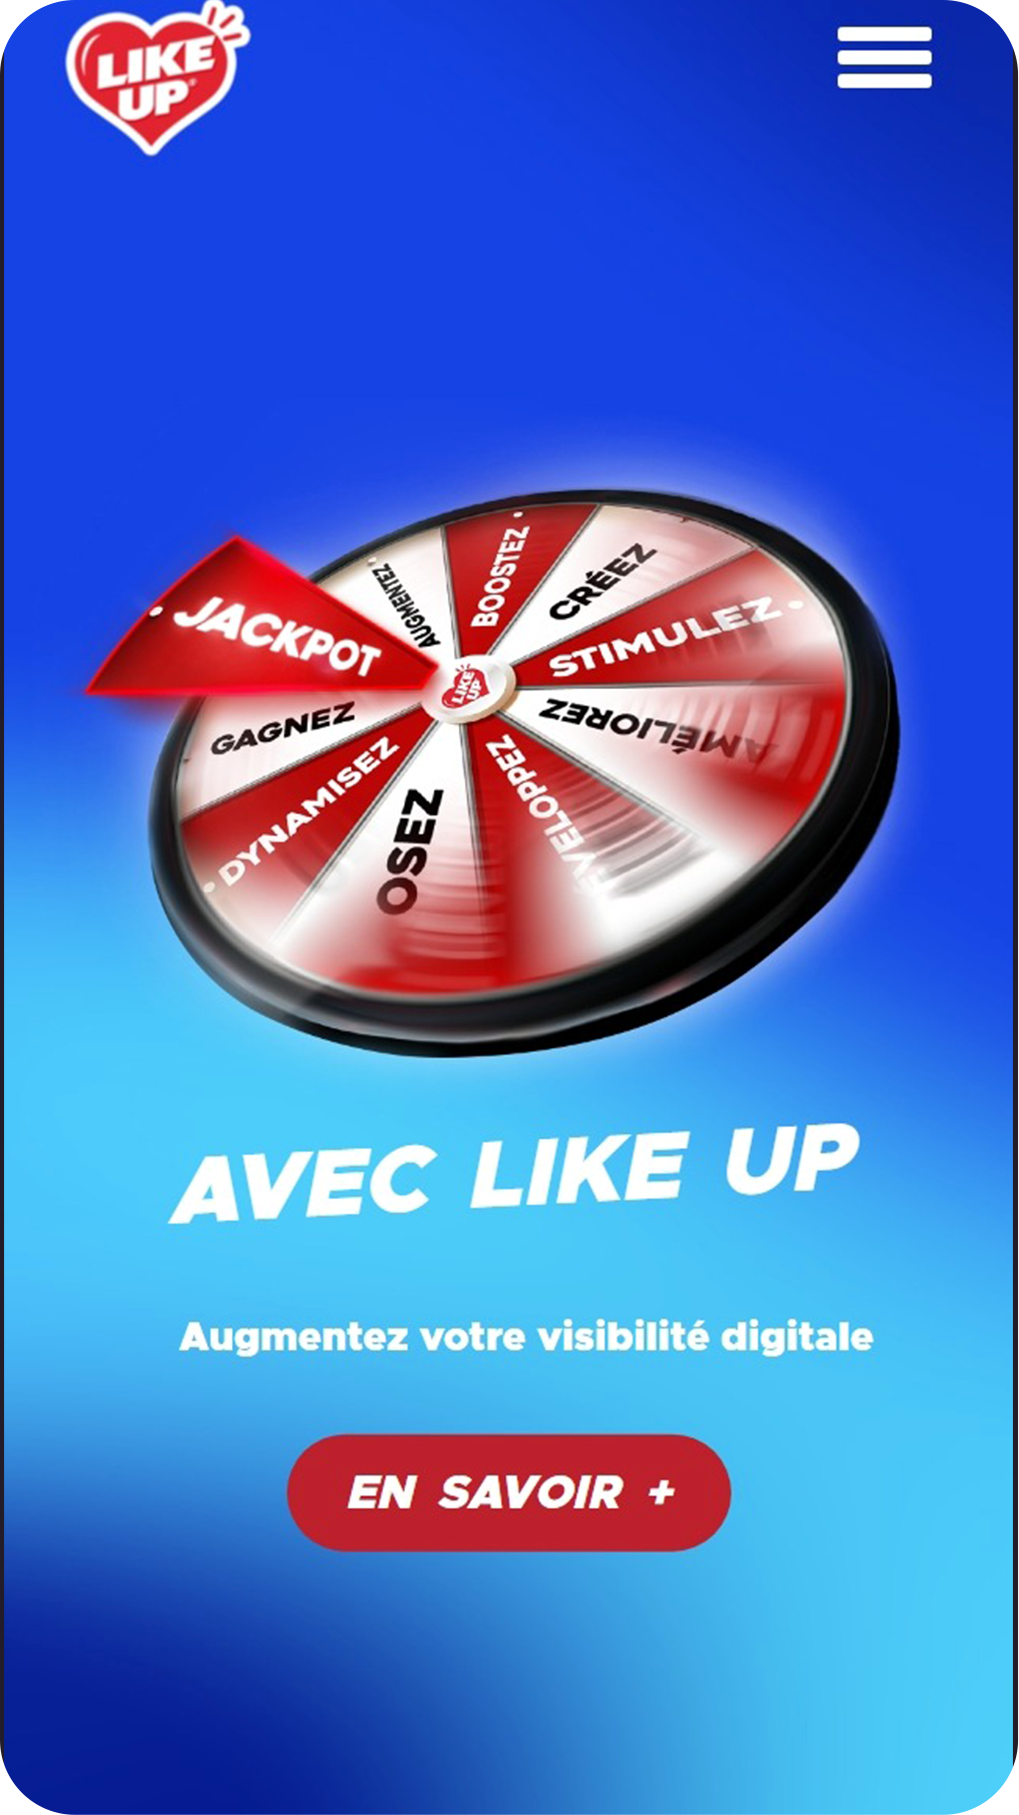 LIKE
UP
JACKPOT
AUGMENTEZ
BOOSTEZ
CRÉEZ
STIMULEZ
AMÉLIOREZ
OSEZ
DYNAMISEZ
GAGNEZ
LIKE
UP
AVEC LIKE UP
Augmentez votre visibilité digitale
EN SAVOIR +